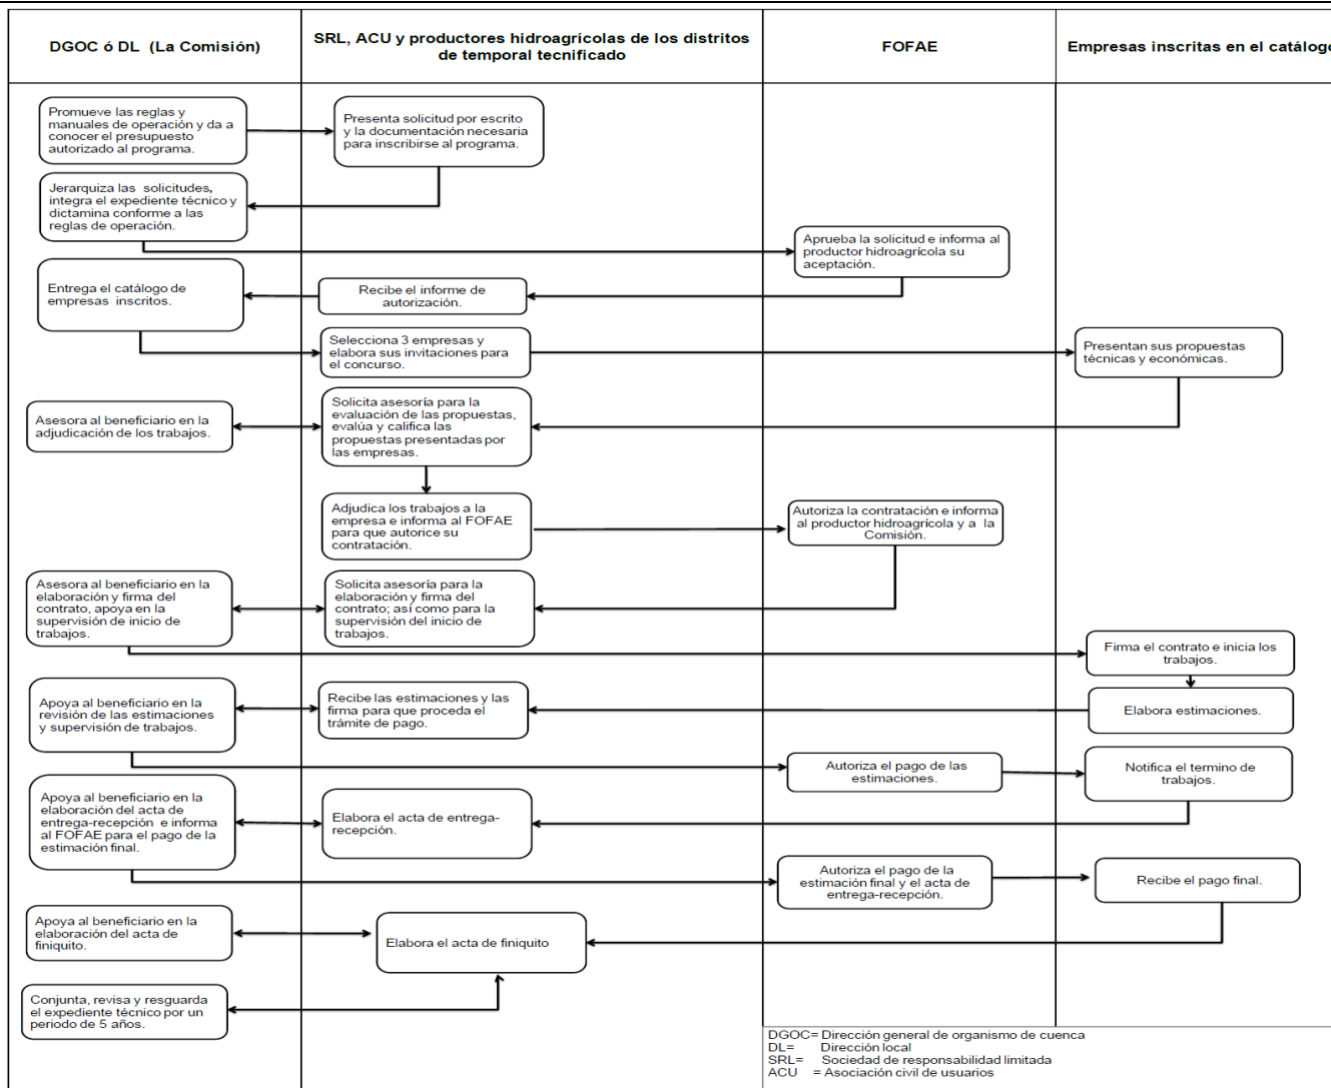 DGOC ó DL (La Comisión)
SRL, ACU y productores hidroagrícolas de los distritos
de temporal tecnificado
FOFAE
Empresas inscritas en el catálogo
Promueve las reglas y
manuales de operación y da a
conocer el presupuesto
autorizado al programa.
Presenta solicitud por escrito
y la documentación necesaria
para inscribirse al programa.
Jerarquiza las solicitudes,
integra el expediente técnico y
dictamina conforme a las
reglas de operación.
Aprueba la solicitud e informa al
productor hidroagrícola su
aceptación.
Entrega el catálogo de
empresas inscritos.
Recibe el informe de
autorización.
Selecciona 3 empresas y
elabora sus invitaciones para
el concurso.
Presentan sus propuestas
técnicas y económicas.
Asesora al beneficiario en la
adjudicación de los trabajos.
Solicita asesoría para la
evaluación de las propuestas,
evalúa y califica las
propuestas presentadas por
las empresas.
Adjudica los trabajos a la
empresa e informa al FOFAE
para que autorice su
contratación.
Autoriza la contratación e informa
al productor hidroagrícola y a la
Comisión.
Asesora al beneficiario en la
elaboración y firma del
contrato, apoya en la
supervisión de inicio de
trabajos.
Solicita asesoría para la
elaboración y firma del
contrato; así como para la
supervisión del inicio de
trabajos.
Firma el contrato e inicia los
trabajos.
Apoya al beneficiario en la
revisión de las estimaciones
y supervisión de trabajos.
Recibe las estimaciones y las
firma para que proceda el
trámite de pago.
Elabora estimaciones.
Autoriza el pago de las
estimaciones.
Notifica el termino de
trabajos.
Apoya al beneficiario en la
elaboración del acta de
entrega-recepción e informa
al FOFAE para el pago de la
estimación final.
Elabora el acta de entrega-
recepción.
Autoriza el pago de la
estimación final y el acta de
entrega-recepción.
Recibe el pago final.
Apoya al beneficiario en la
elaboración del acta de
finiquito.
Elabora el acta de finiquito
Conjunta, revisa y resguarda
el expediente técnico por un
periodo de 5 años.
DGOC= Dirección general de organismo de cuenca
DL= Dirección local
SRL= Sociedad de responsabilidad limitada
ACU = Asociación civil de usuarios